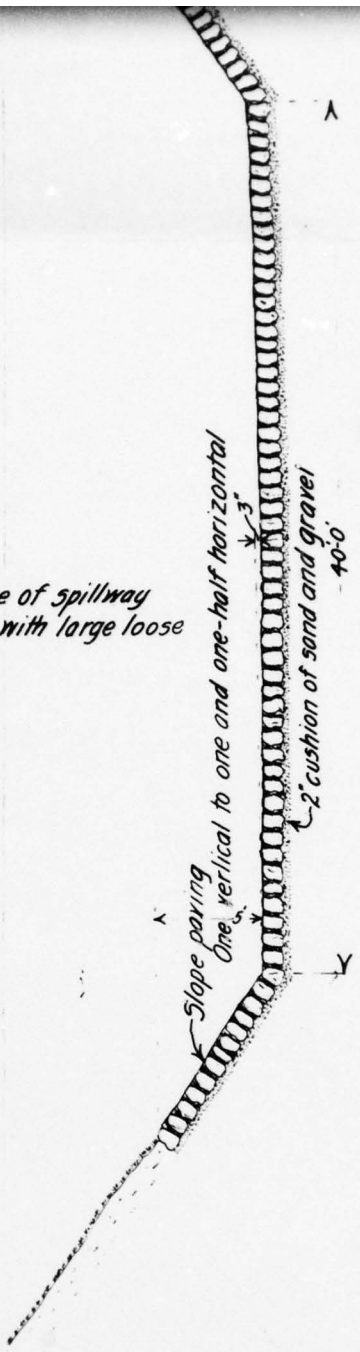 e of spillway
with large loose
3"
Slope paving
One vertical to one and one-half horizontal
5'
2" cushion of sand and gravel
40'-0"